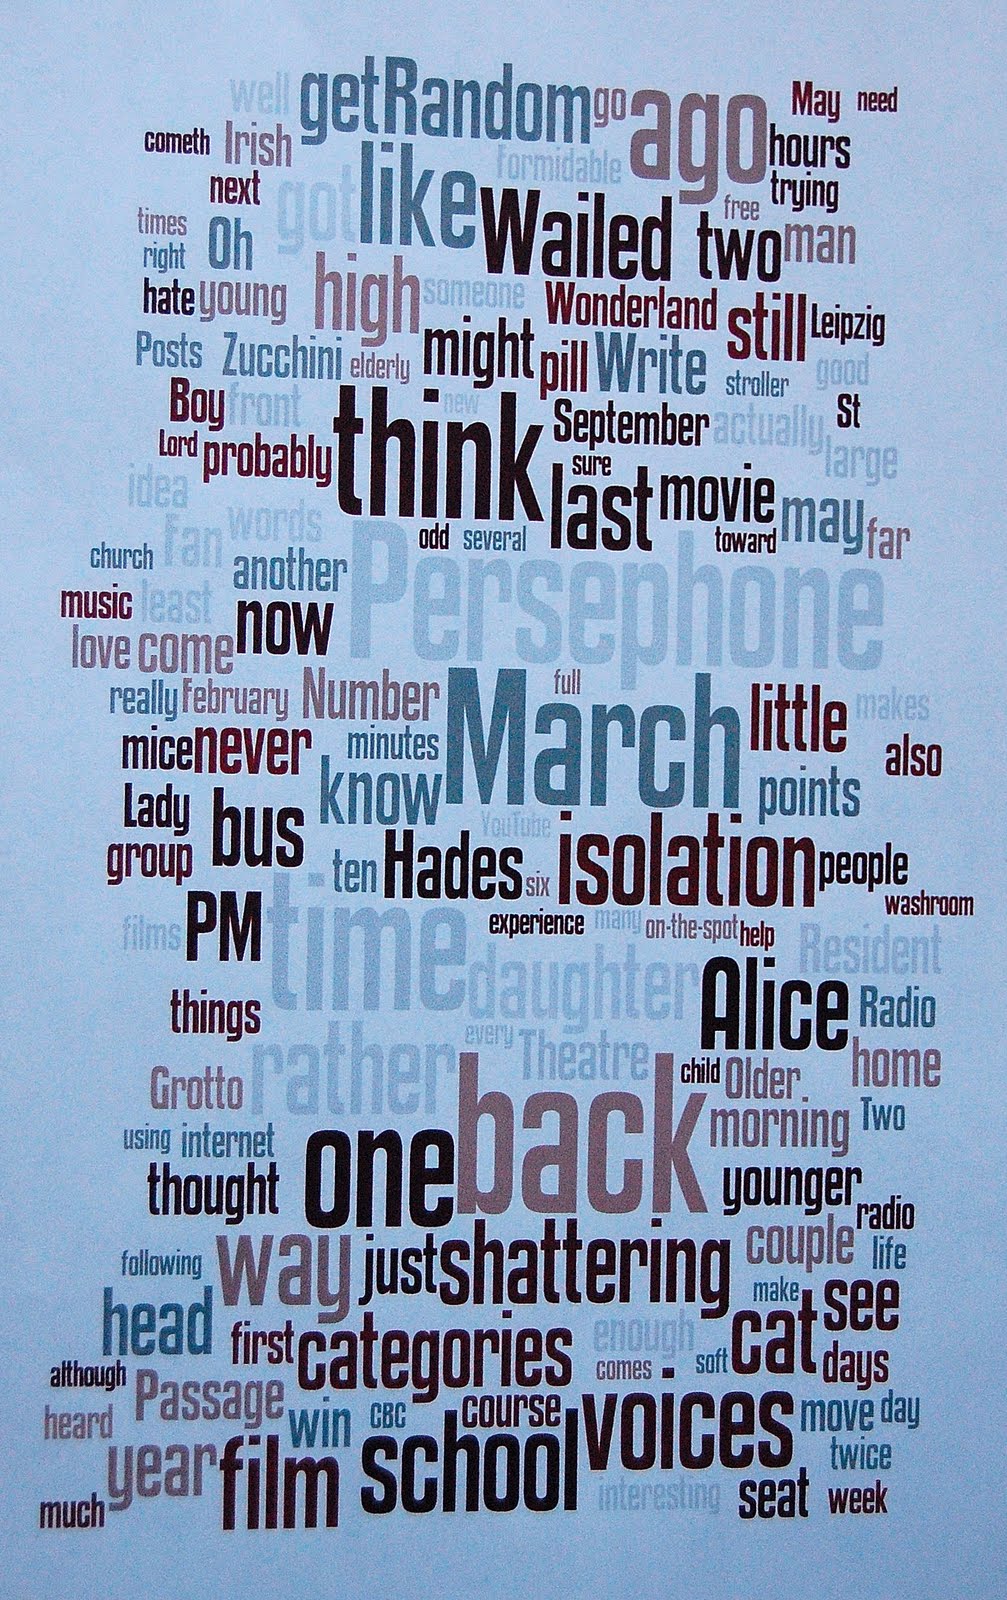 well getRandom go ago May need
cometh Irish formidable hours
next got like Wailed two free trying
times right Oh man
hate young high someone Wonderland still Leipzig
Posts Zucchini elderly might pill Write stroller good
Boy front new September actually St
Lord probably think sure large
idea words last movie may far
church Fan another odd several toward
music least now Persephone
love come
really February Number full March little makes
mice never minutes also
Lady bus know points
group ten Hades YouTube six isolation people
films PM experience many on-the-spot help washroom
time daughter Resident
things Alice Radio
every Theatre child Older home
Grotto rather back morning Two
using internet one
thought younger radio
following way just shattering couple life
head make see
first categories enough cat
although comes soft days
heard Passage win CBC course voices move day
year film school twice
much interesting seat week